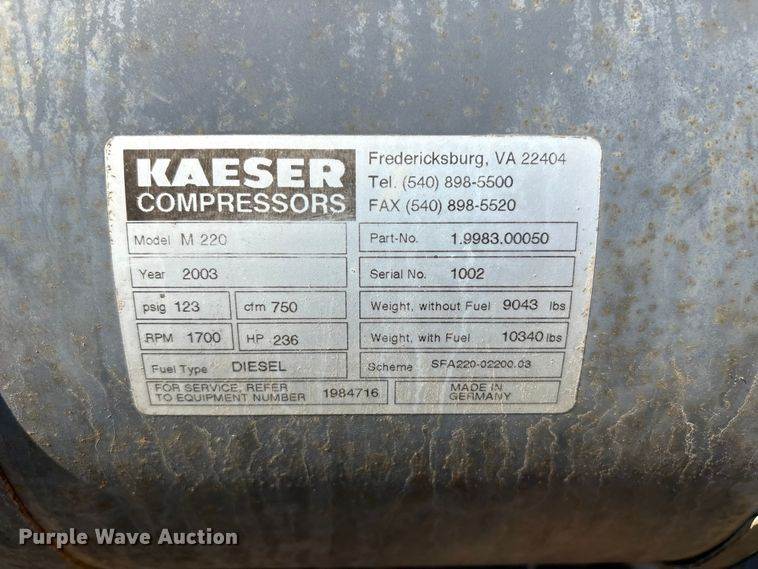 KAESER
COMPRESSORS
Fredericksburg, VA 22404
Tel. (540) 898-5500
FAX (540) 898-5520
Model M 220
Part-No. 1.9983.00050
Year 2003
Serial No. 1002
psig 123 cfm 750
Weight, without Fuel 9043 lbs
RPM 1700 HP 236
Weight, with Fuel 10340 lbs
Fuel Type DIESEL
Scheme SFA220-02200.03
FOR SERVICE, REFER
TO EQUIPMENT NUMBER 1984716
MADE IN
GERMANY
Purple Wave Auction